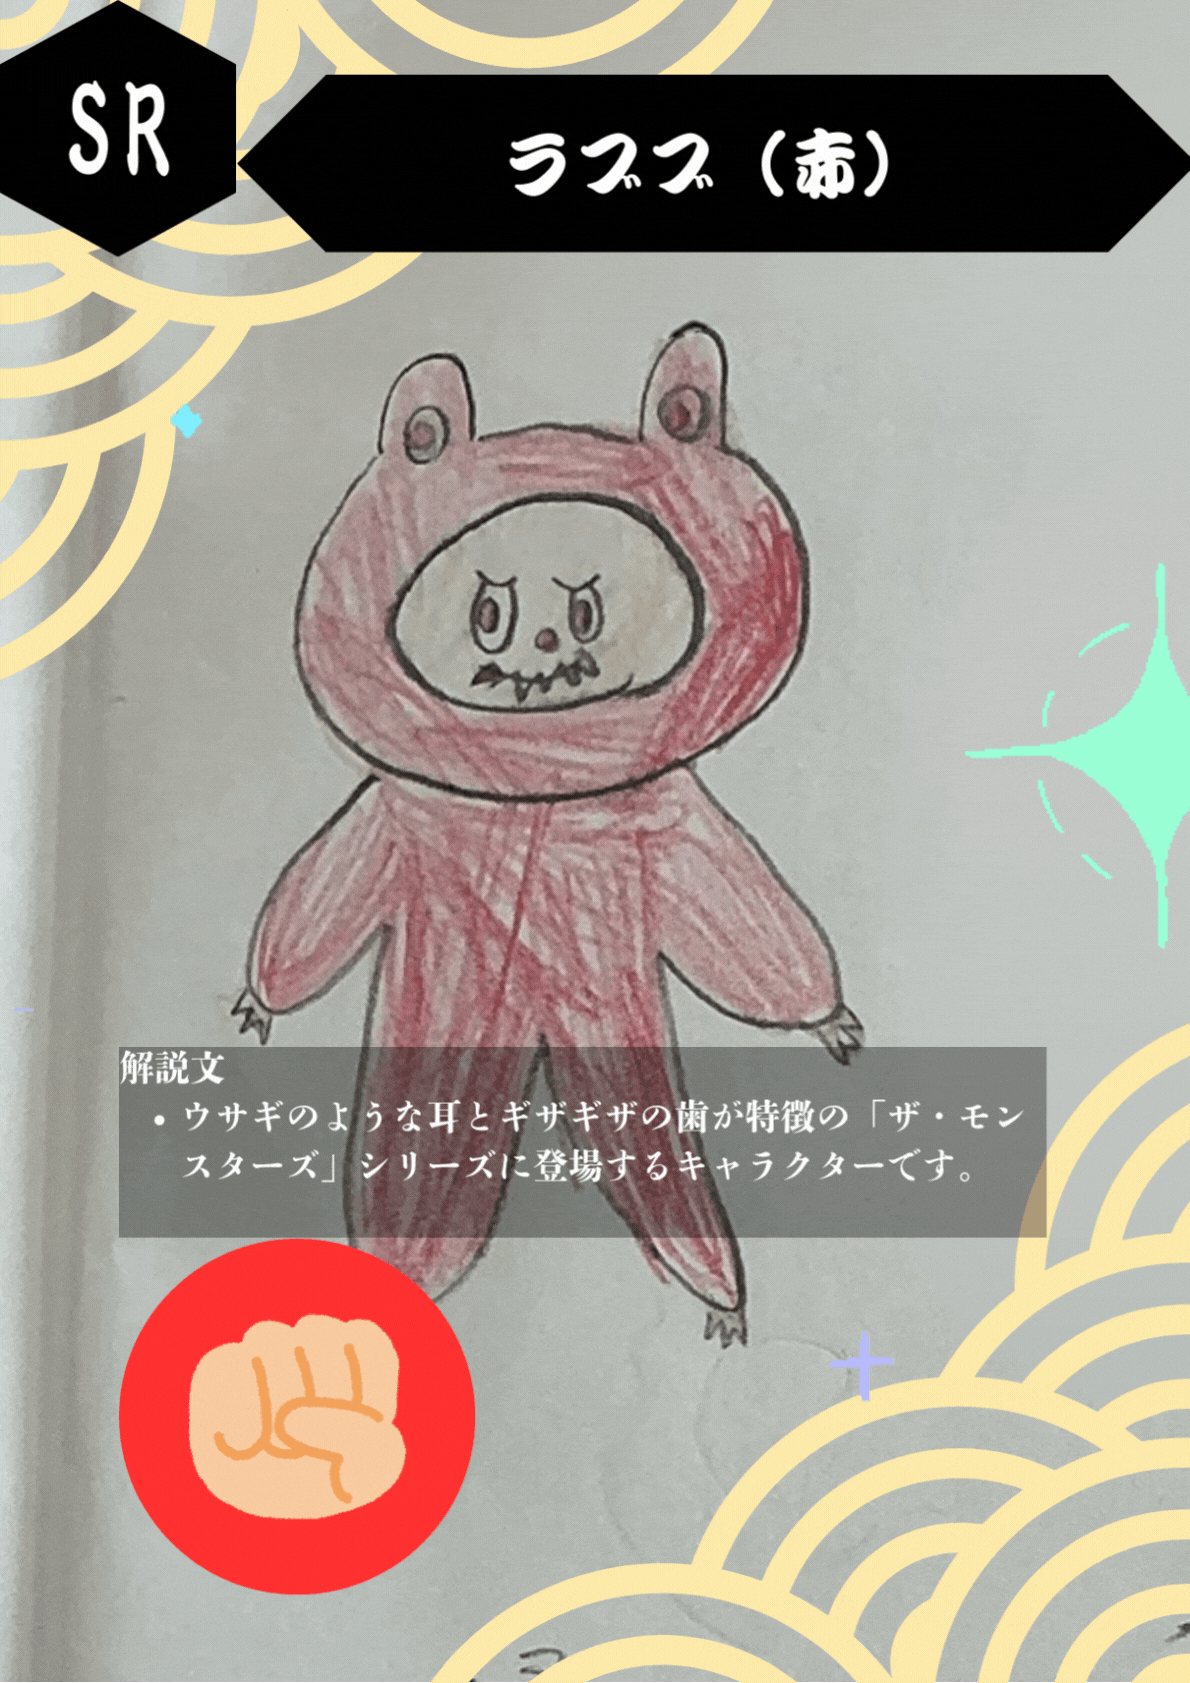 SR
ラブブ（赤）
解説文
• ウサギのような耳とギザギザの歯が特徴の「ザ・モン
スターズ」シリーズに登場するキャラクターです。